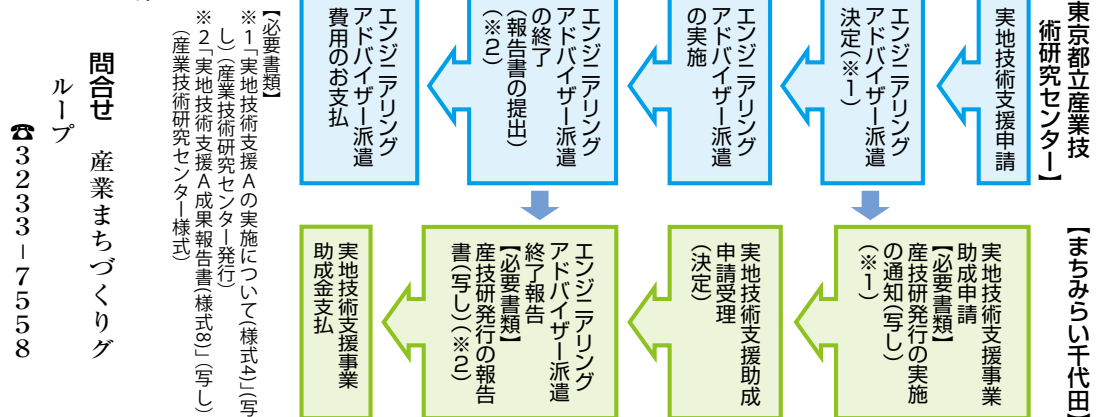 東京都立産業技
術研究センター】
実地技術支援申請
エンジニアリング
アドバイザー派遣
決定(※1)
エンジニアリング
アドバイザー派遣
の実施
エンジニアリング
アドバイザー派遣
の終了
(報告書の提出)
(※2)
エンジニアリング
アドバイザー派遣
費用のお支払
【まちみらい千代田】
実地技術支援事業
助成申請
【必要書類】
産技研発行の実施
の通知(写し)
(※1)
実地技術支援助成
申請受理
(決定)
エンジニアリング
アドバイザー派遣
終了報告
【必要書類】
産技研発行の報告
書(写し)(※2)
実地技術支援事業
助成金支払
【必要書類】
※1「実地技術支援Aの実施について(様式4)」(写
し)(産業技術研究センター発行)
※2「実地技術支援A成果報告書(様式8)」(写し)
(産業技術研究センター様式)
問合せ 産業まちづくりグ
ループ
☎3233-7558